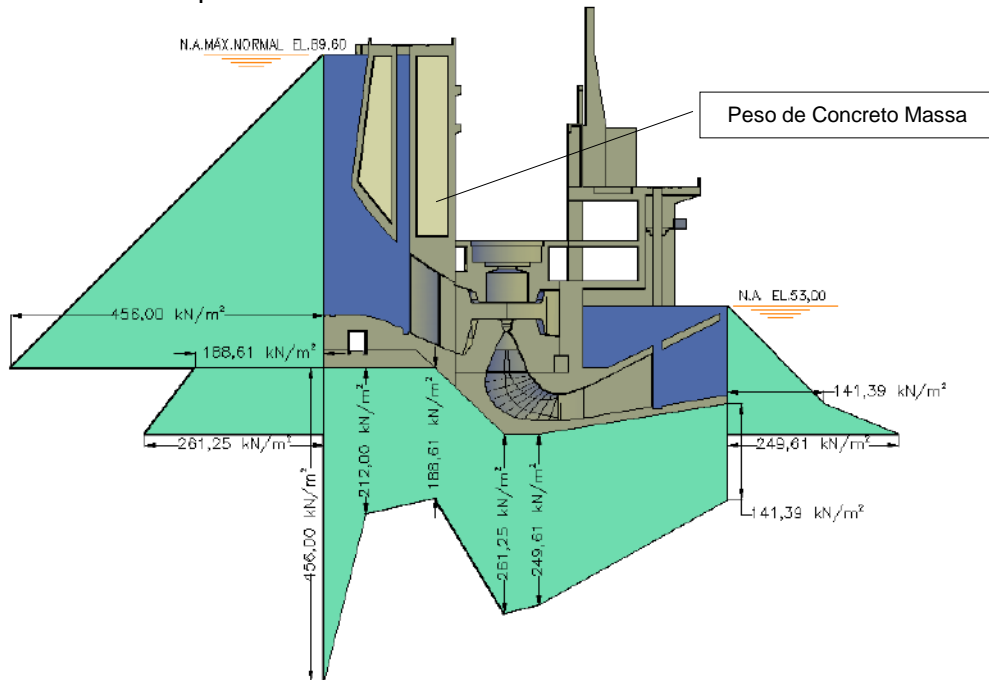 N.A.MÁX.NORMAL EL.89,60
Peso de Concreto Massa
N.A. EL.53,00
456,00 kN/m²
188,61 kN/m²
141,39 kN/m²
261,25 kN/m²
249,61 kN/m²
456,00 kN/m²
212,00 kN/m²
188,61 kN/m²
261,25 kN/m²
249,61 kN/m²
141,39 kN/m²